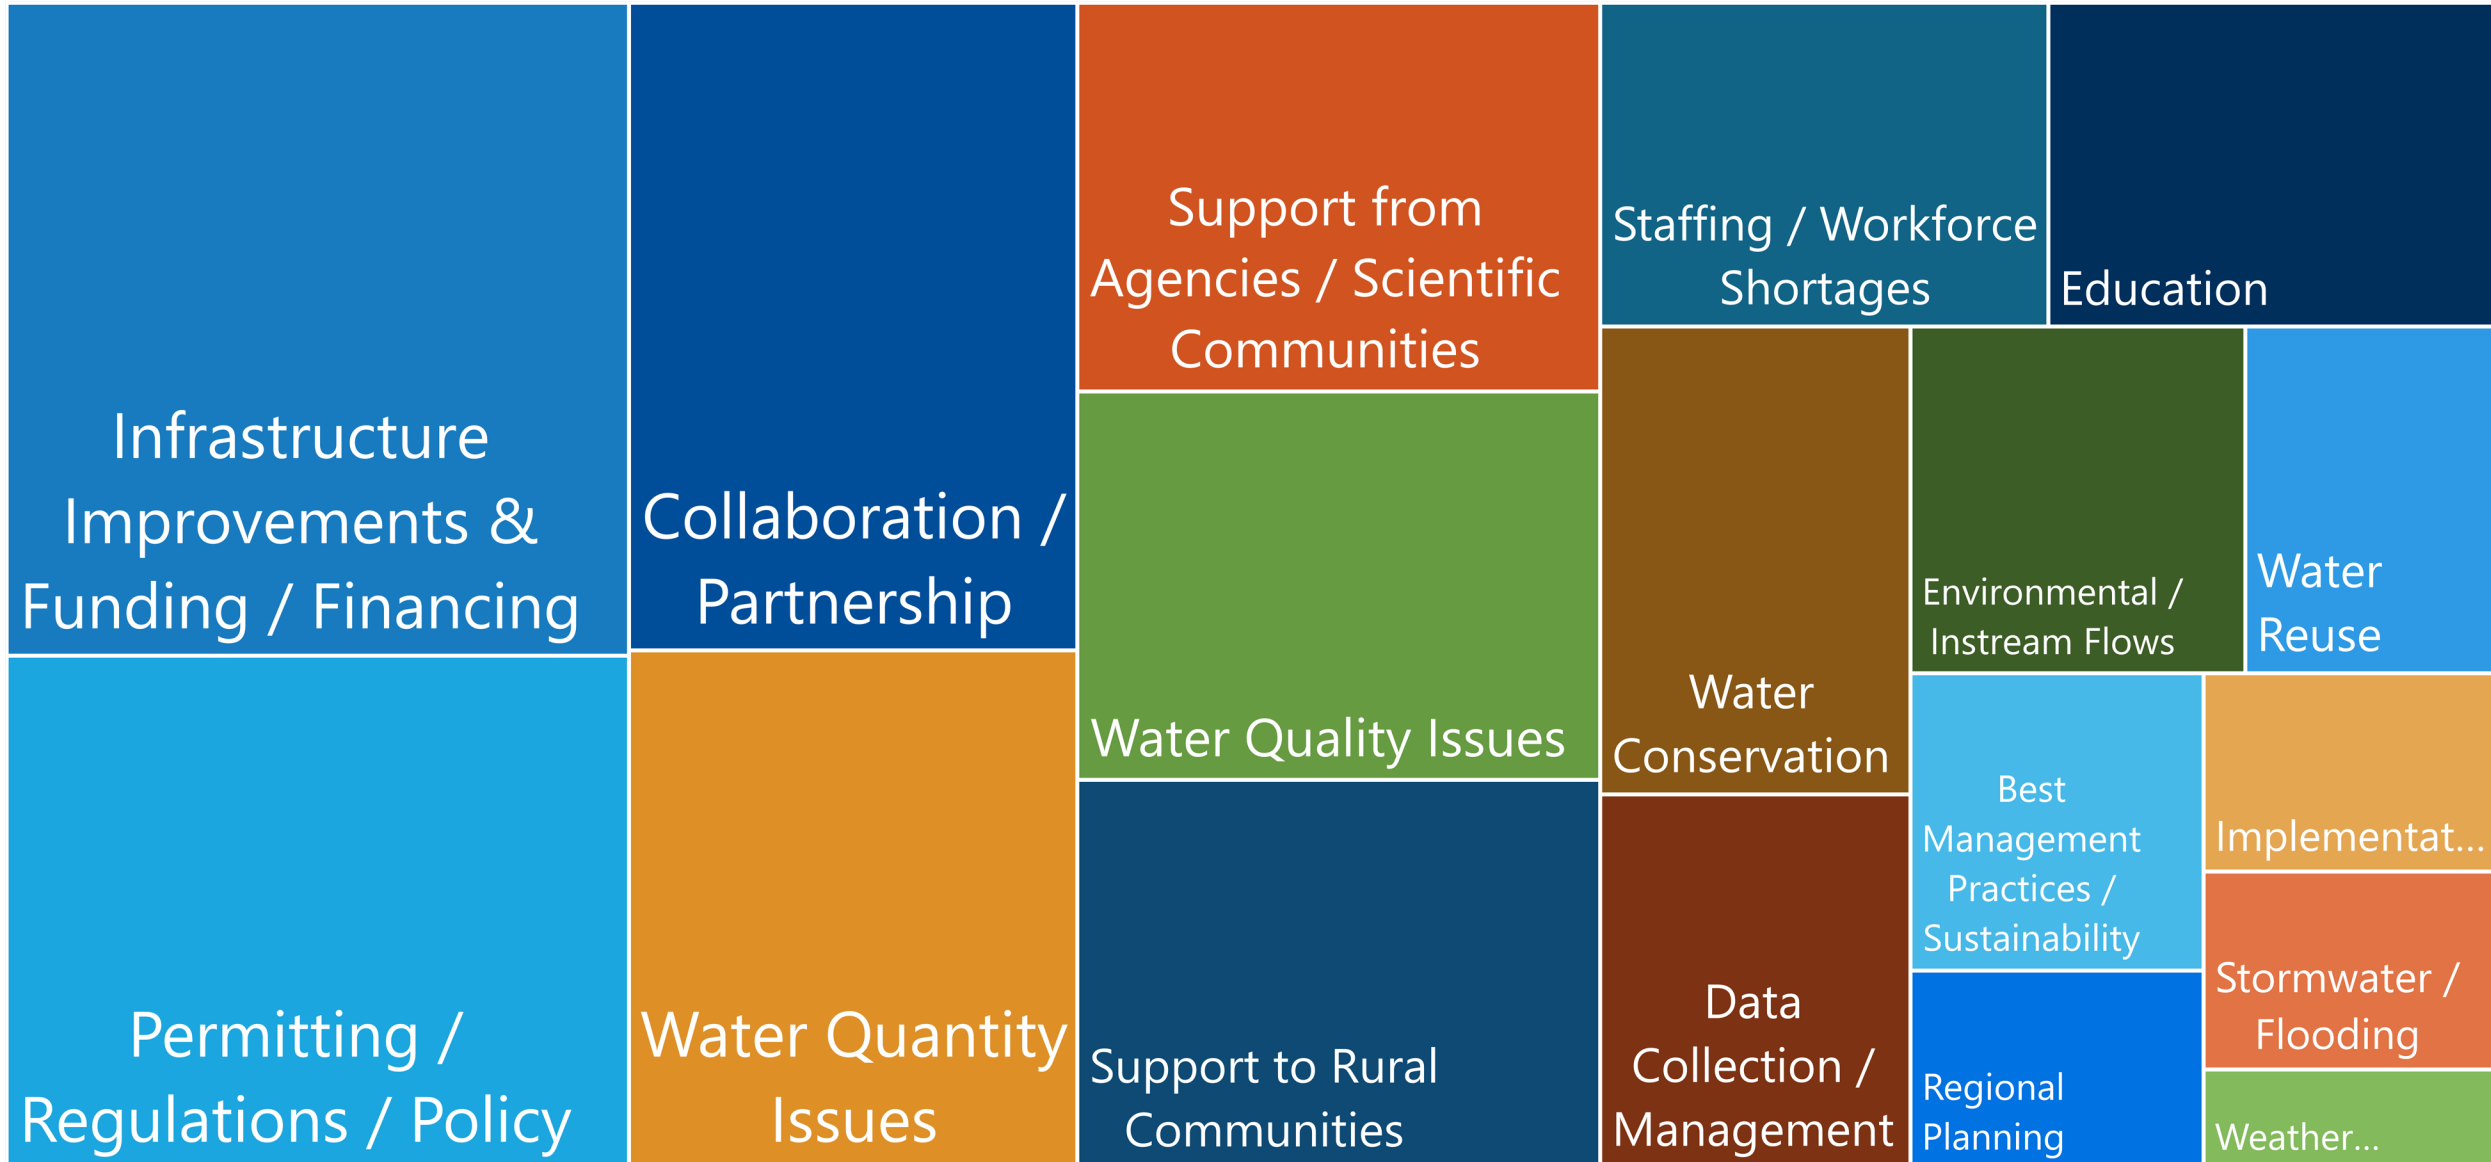 Infrastructure
Improvements &
Funding / Financing
Permitting /
Regulations / Policy
Collaboration /
Partnership
Water Quantity
Issues
Support from
Agencies / Scientific
Communities
Water Quality Issues
Support to Rural
Communities
Staffing / Workforce
Shortages
Education
Water
Conservation
Data
Collection /
Management
Environmental /
Instream Flows
Water
Reuse
Best
Management
Practices /
Sustainability
Regional
Planning
Implementat...
Stormwater /
Flooding
Weather...